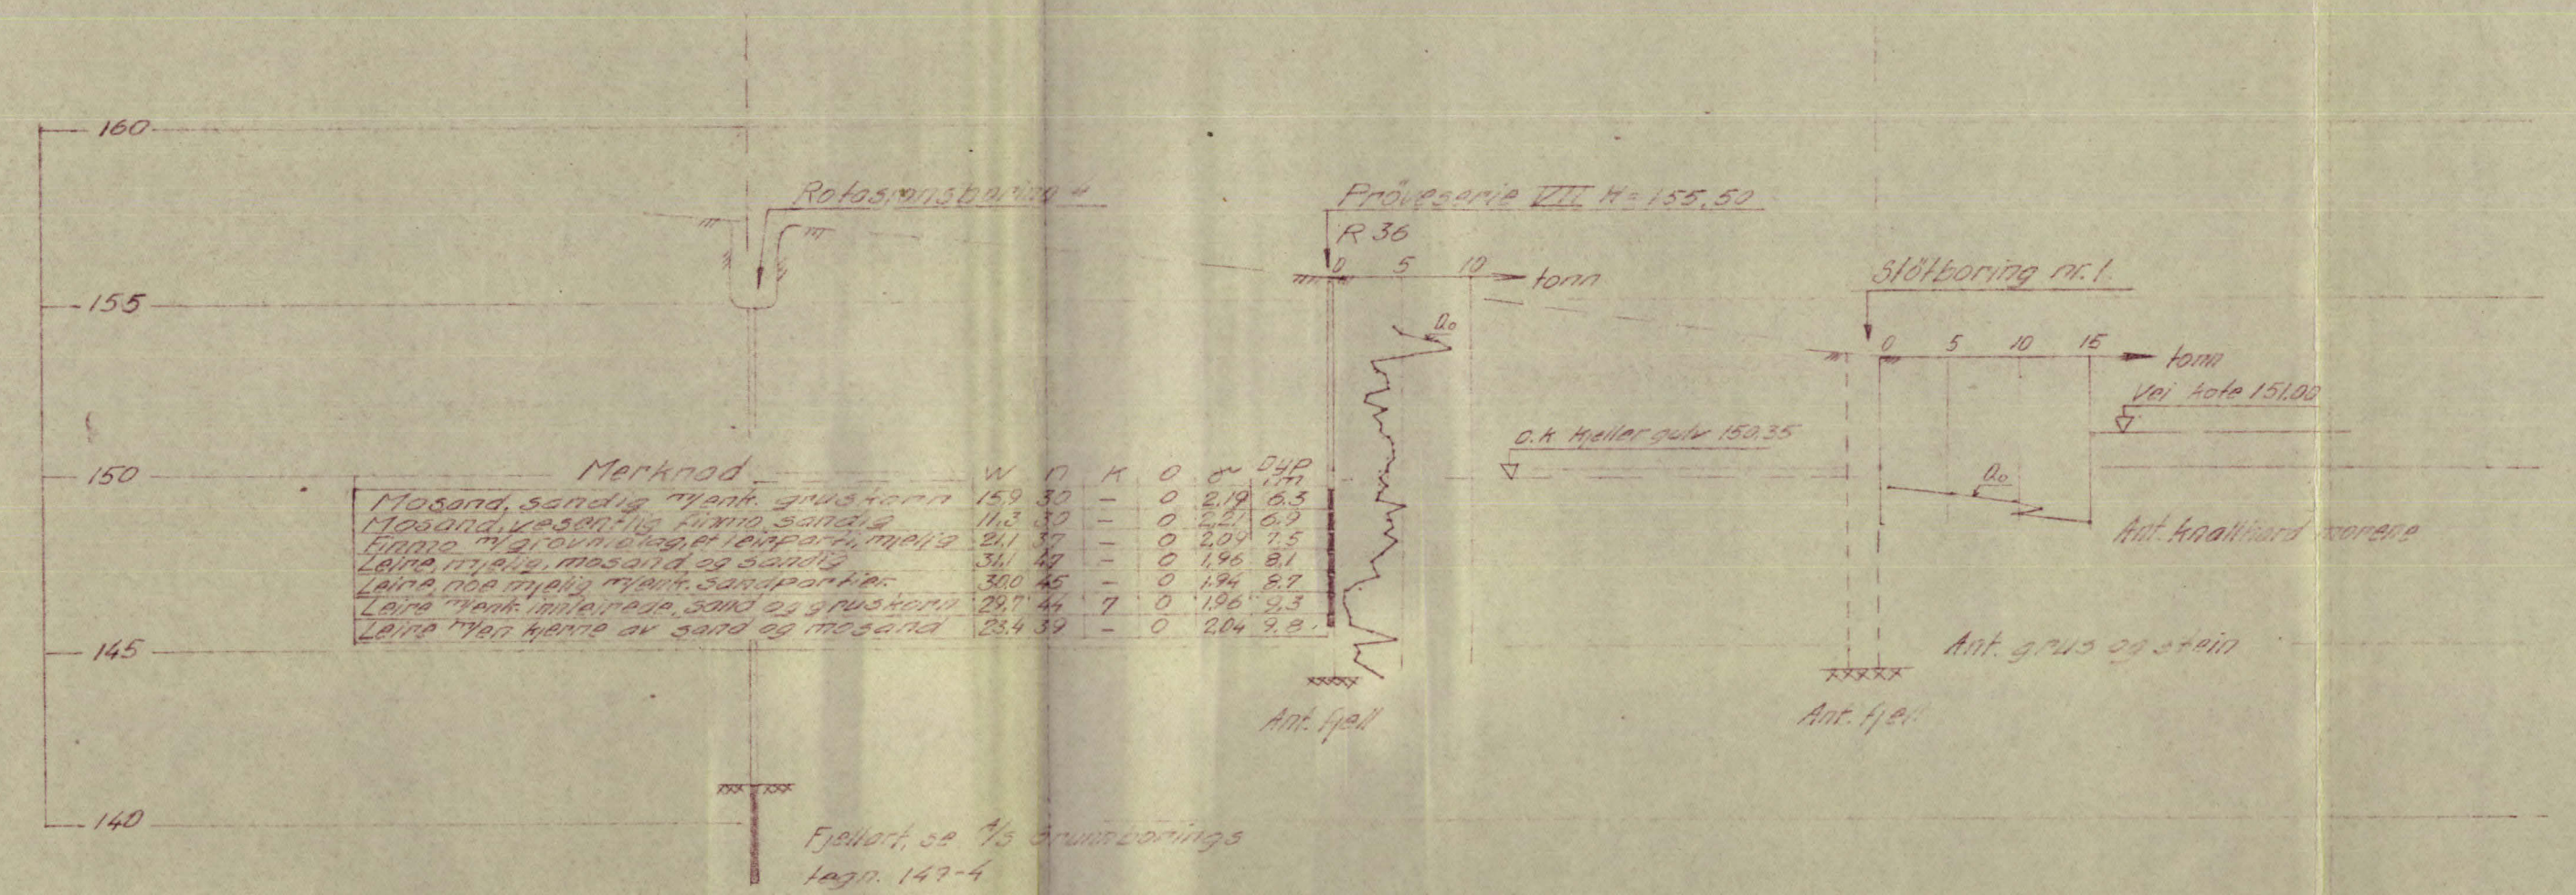 160
Rotasjonsboring 4
Pröveserie VII H=155.50
R 36
0 5 10 tonn
155
Slötboring nr. 1.
0 5 10 15 tonn
Vei kote 151.00
Qo
O.k kjeller gulv 150.35
150
Merknad W n K O γ Dyp i m
Mosand, sandig m/enk. gruskorn 15.9 30 - 0 2,19 6.3
Mosand, vesentlig finmo, sandig 11.3 30 - 0 2,21 6.9
Finmo m/grovmolag, et leirparti, mjelig 21,1 37 - 0 2,09 7.5
Leire, mjelig, mosand og sandig 31,1 47 - 0 1,96 8,1
Leire, noe mjelig m/enk. sandpartier 30.0 45 - 0 1.94 8.7
Leire m/enk. innleirede, sand og gruskorn 29.7 44 7 0 1.96 9.3
Leire m/en kjerne av sand og mosand 23.4 39 - 0 2.04 9.8
Qo
Ant. knallhard morene
145
Ant. grus og stein
Ant. fjell
Ant. fjell
140
Fjellart, se A/S Grunnborings
tegn. 149-4